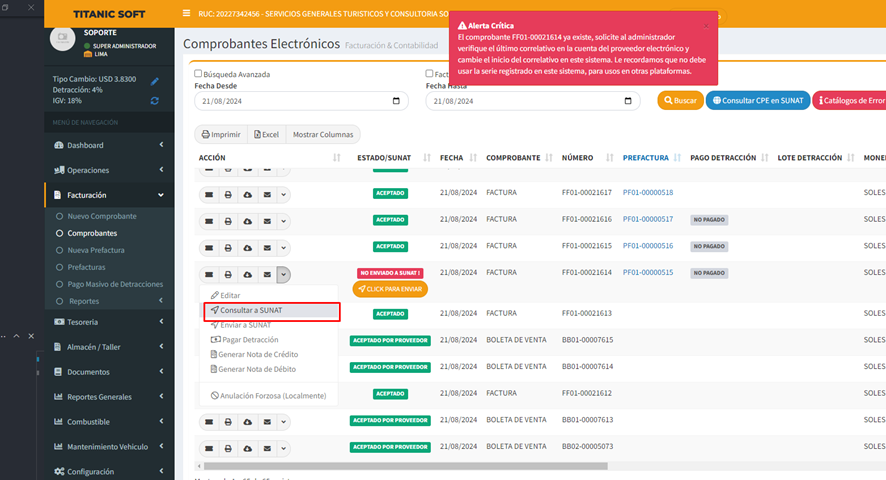 TITANIC SOFT
RUC: 20227342456 - SERVICIOS GENERALES TURISTICOS Y CONSULTORIA SO
SOPORTE
SUPER ADMINISTRADOR
LIMA
Tipo Cambio: USD 3.8300
Detracción: 4%
IGV: 18%
MENÚ DE NAVEGACIÓN
Dashboard
Operaciones
Facturación
Nuevo Comprobante
Comprobantes
Nueva Prefactura
Prefacturas
Pago Masivo de Detracciones
Reportes
Tesoreria
Almacén / Taller
Documentos
Reportes Generales
Combustible
Mantenimiento Vehiculo
Configuración
Alerta Crítica
El comprobante FF01-00021614 ya existe, solicite al administrador
verifique el último correlativo en la cuenta del proveedor electrónico y
cambie el inicio del correlativo en este sistema. Le recordamos que no debe
usar la serie registrado en este sistema, para usos en otras plataformas.
Comprobantes Electrónicos Facturación & Contabilidad
Búsqueda Avanzada
Fecha Desde
21/08/2024
Fecha Hasta
21/08/2024
Buscar
Consultar CPE en SUNAT
Catálogos de Error
Imprimir
Excel
Mostrar Columnas
ACCIÓN ESTADO/SUNAT FECHA COMPROBANTE NÚMERO PREFACTURA PAGO DETRACCIÓN LOTE DETRACCIÓN MONE
ACEPTADO 21/08/2024 FACTURA FF01-00021617 PF01-00000518 SOLES
ACEPTADO 21/08/2024 FACTURA FF01-00021616 PF01-00000517 NO PAGADO SOLES
ACEPTADO 21/08/2024 FACTURA FF01-00021615 PF01-00000516 NO PAGADO SOLES
NO ENVIADO A SUNAT ! 21/08/2024 FACTURA FF01-00021614 PF01-00000515 NO PAGADO SOLES
CLICK PARA ENVIAR
Editar
Consultar a SUNAT
Enviar a SUNAT
Pagar Detracción
Generar Nota de Crédito
Generar Nota de Débito
Anulación Forzosa (Localmente)
ACEPTADO 21/08/2024 FACTURA FF01-00021613 SOLES
ACEPTADO POR PROVEEDOR 21/08/2024 BOLETA DE VENTA BB01-00007615 SOLES
ACEPTADO POR PROVEEDOR 21/08/2024 BOLETA DE VENTA BB01-00007614 SOLES
ACEPTADO 21/08/2024 FACTURA FF01-00021612 SOLES
ACEPTADO POR PROVEEDOR 21/08/2024 BOLETA DE VENTA BB01-00007613 SOLES
ACEPTADO POR PROVEEDOR 21/08/2024 BOLETA DE VENTA BB02-00005073 SOLES